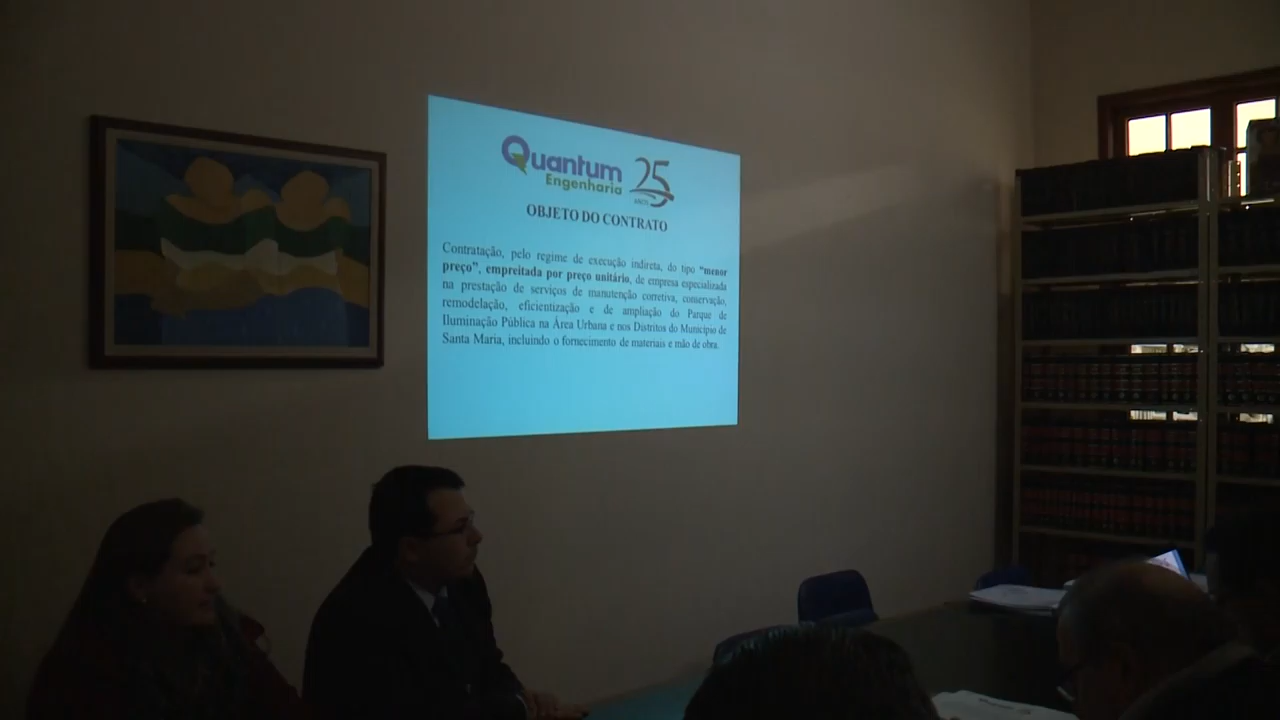 Quantum
Engenharia
25
ANOS
OBJETO DO CONTRATO
Contratação, pelo regime de execução indireta, do tipo “menor
preço”, empreitada por preço unitário, de empresa especializada
na prestação de serviços de manutenção corretiva, conservação,
remodelação, eficientização e de ampliação do Parque de
Iluminação Pública na Área Urbana e nos Distritos do Município de
Santa Maria, incluindo o fornecimento de materiais e mão de obra.